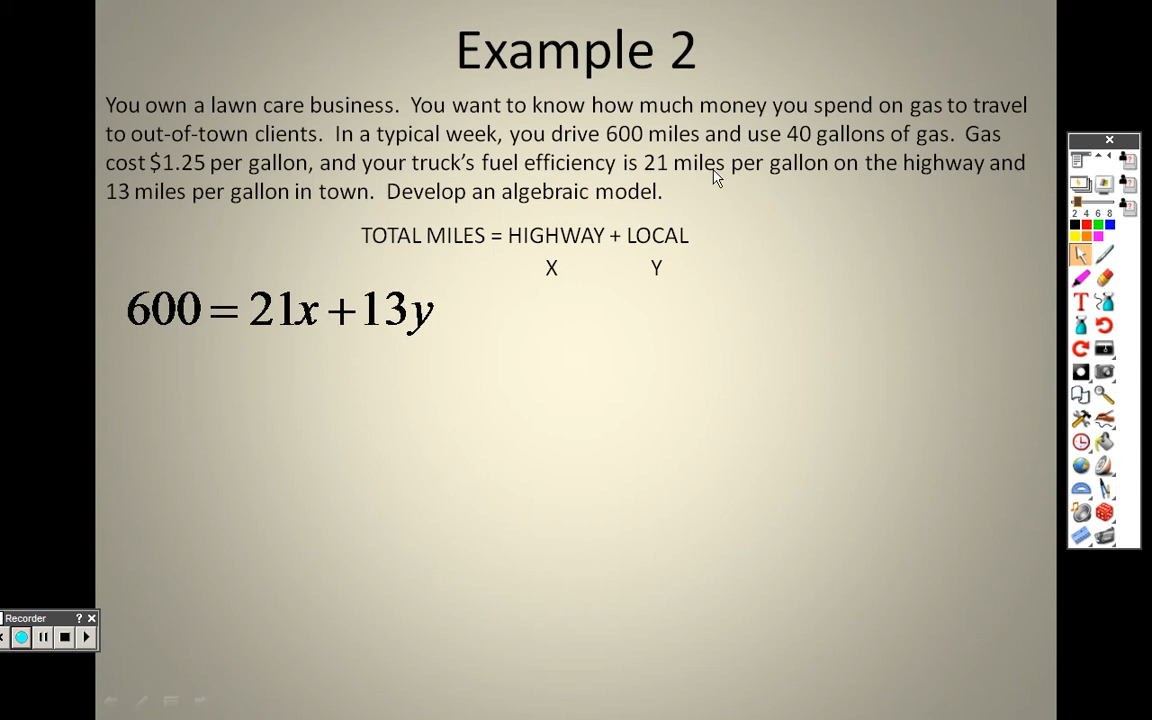 Example 2
You own a lawn care business. You want to know how much money you spend on gas to travel
to out-of-town clients. In a typical week, you drive 600 miles and use 40 gallons of gas. Gas
cost $1.25 per gallon, and your truck's fuel efficiency is 21 miles per gallon on the highway and
13 miles per gallon in town. Develop an algebraic model.
TOTAL MILES = HIGHWAY + LOCAL
X Y
600 = 21x + 13y
2 4 6 8
T
Recorder ? ×